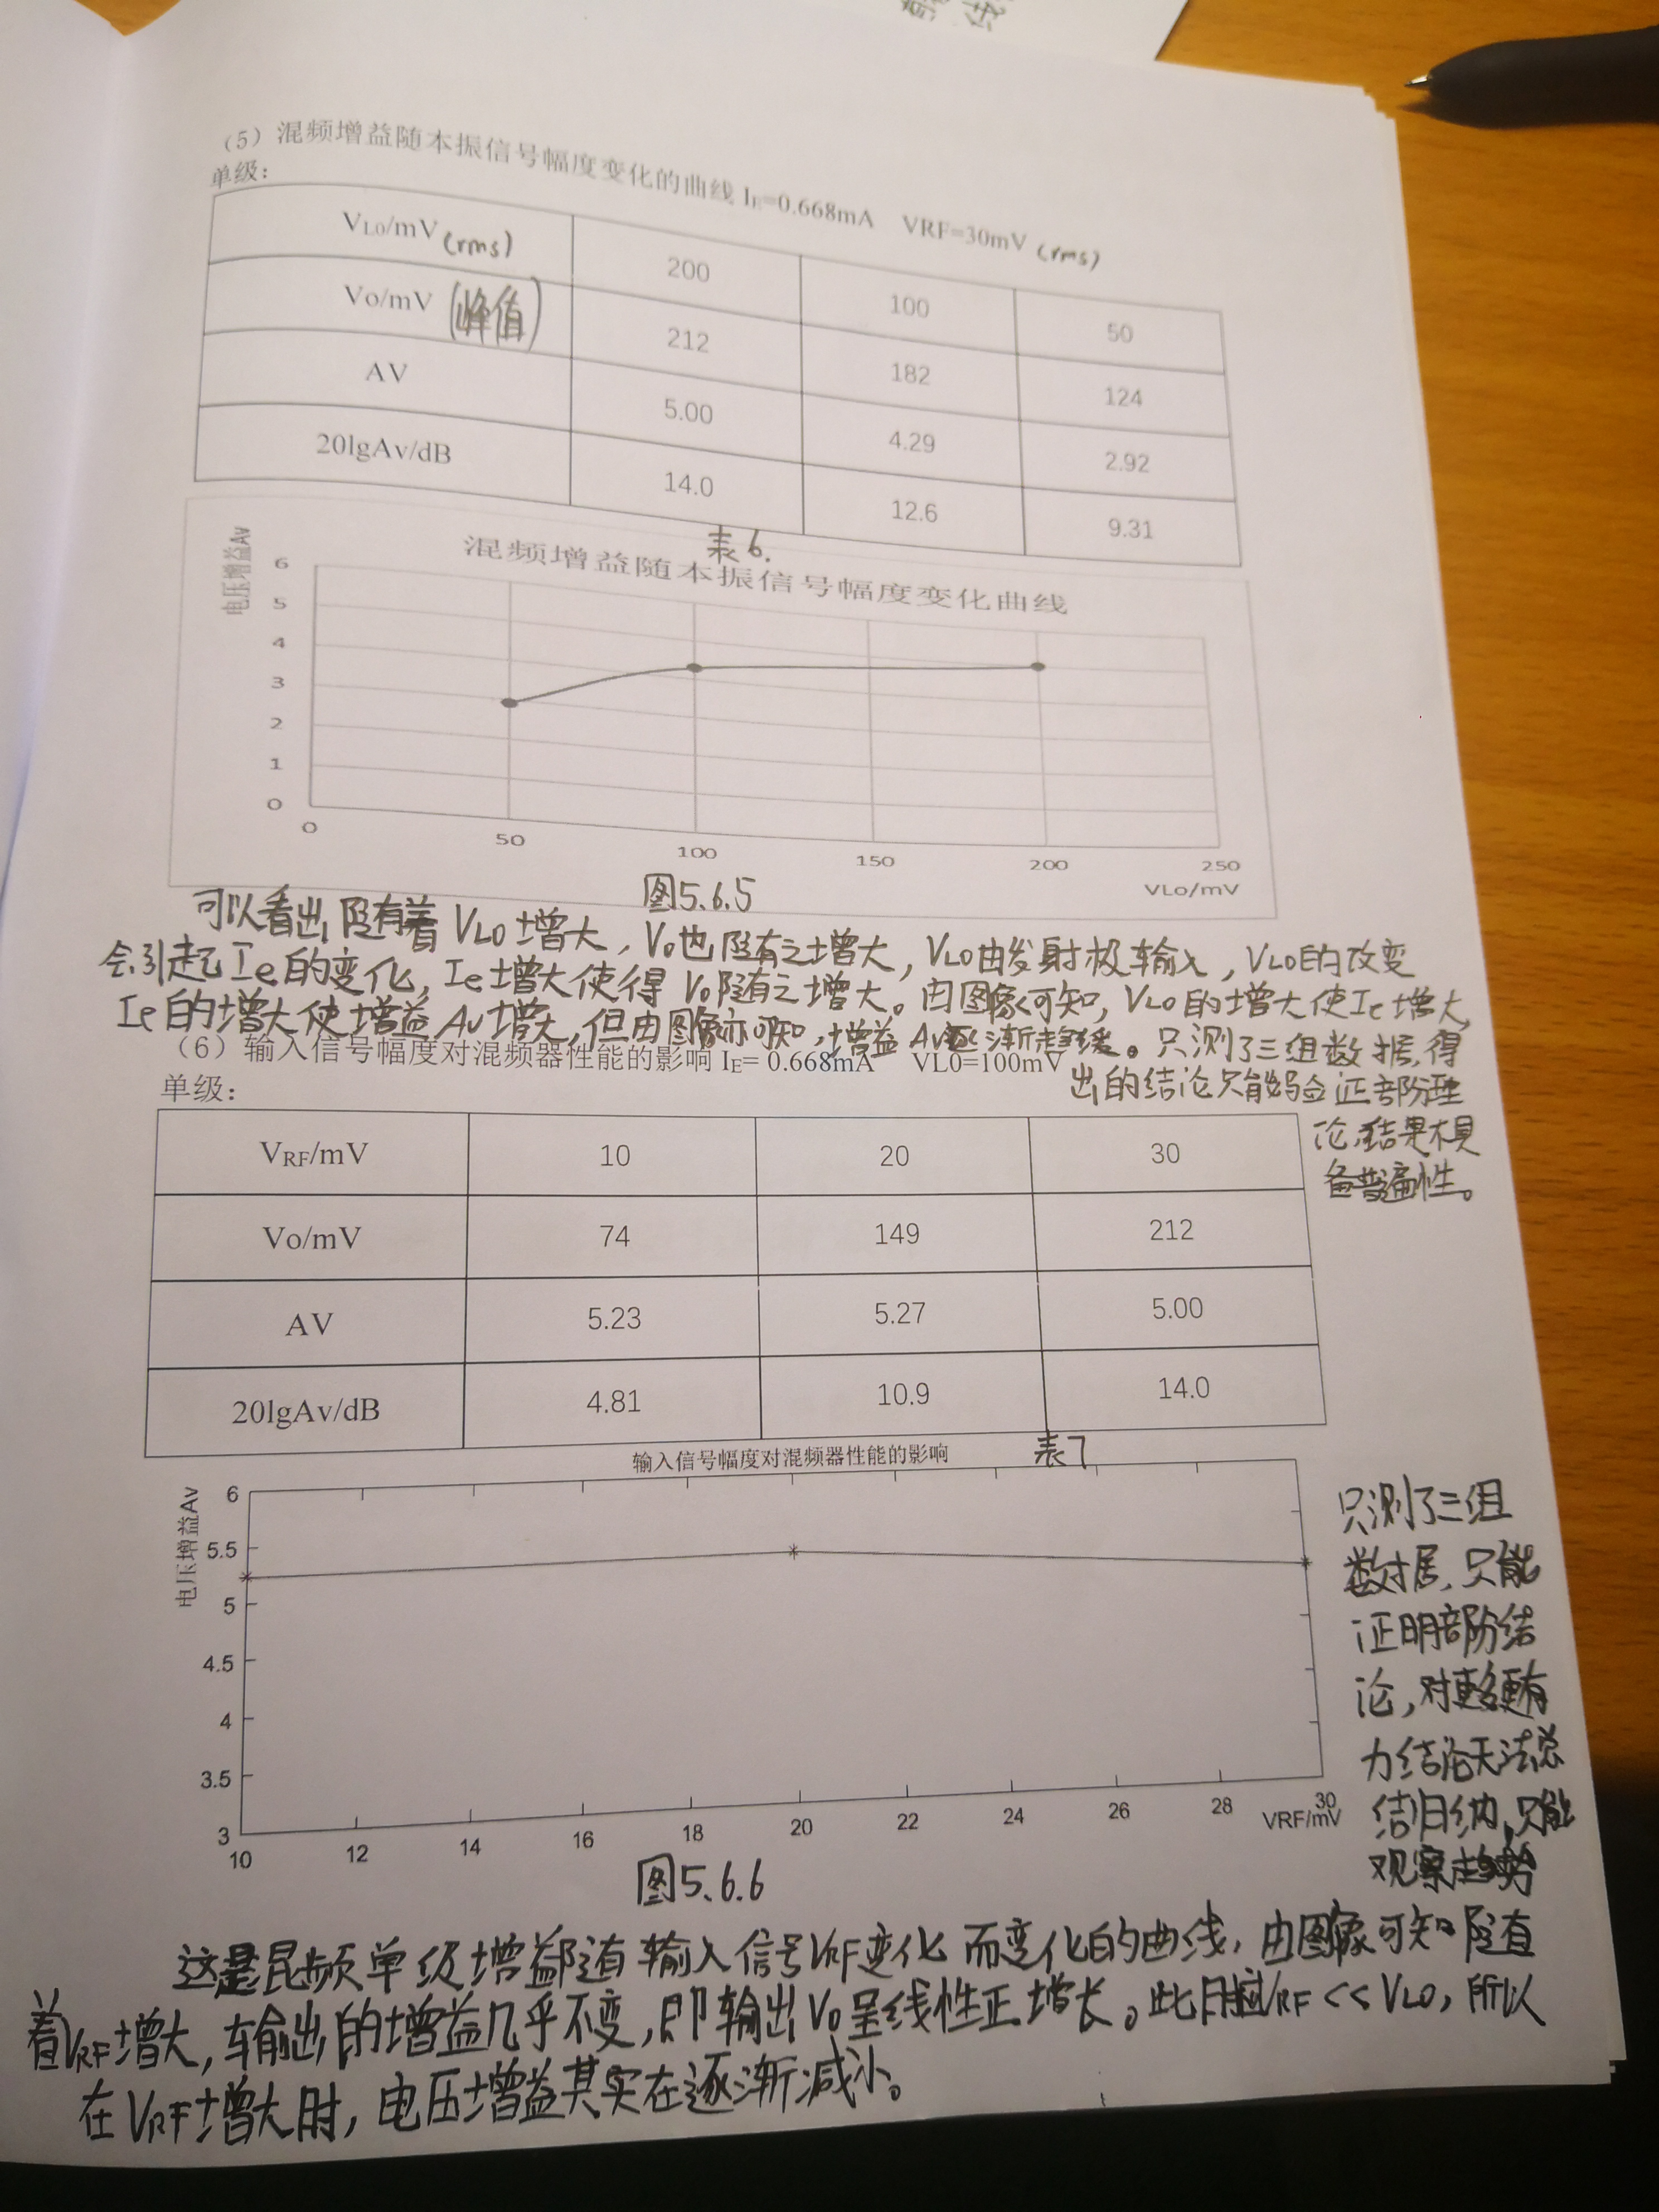 (5) 混频增益随本振信号幅度变化的曲线 IE=0.668mA VRF=30mV (rms)
单级:
VL0/mV (rms) 200 100 50
Vo/mV (峰值) 212 182 124
AV 5.00 4.29 2.92
20lgAv/dB 14.0 12.6 9.31
表6.
混频增益随本振信号幅度变化曲线
电压增益Av
6
5
4
3
2
1
0
0 50 100 150 200 250
VLo/mV
图5.6.5
可以看出,随着VLO增大,Vo也随之增大,VLO由发射极输入,VLO的改变
会引起Ie的变化,Ie增大使得Vo随之增大。由图像可知,VLO的增大使Ie增大,
Ie的增大使增益Av增大,但由图像亦可知,增益Av逐渐趋缓。只测了三组数据,得
出的结论只能够验证部分理
论,结果不具
备普遍性。
(6) 输入信号幅度对混频器性能的影响 IE= 0.668mA VL0=100mV
单级:
VRF/mV 10 20 30
Vo/mV 74 149 212
AV 5.23 5.27 5.00
20lgAv/dB 4.81 10.9 14.0
输入信号幅度对混频器性能的影响
表7
电压增益Av
6
5.5
5
4.5
4
3.5
3
10 12 14 16 18 20 22 24 26 28 30
VRF/mV
图5.6.6
只测了三组
数据,只能
证明部分结
论,对更多更有
力结论无法总
结归纳,只能
观察趋势
这是混频单级增益随输入信号VRF变化而变化的曲线,由图像可知随
着VRF增大,输出的增益几乎不变,即输出Vo呈线性正增长。此时应VRF<<VLO,所以
在VRF增大时,电压增益其实在逐渐减小。